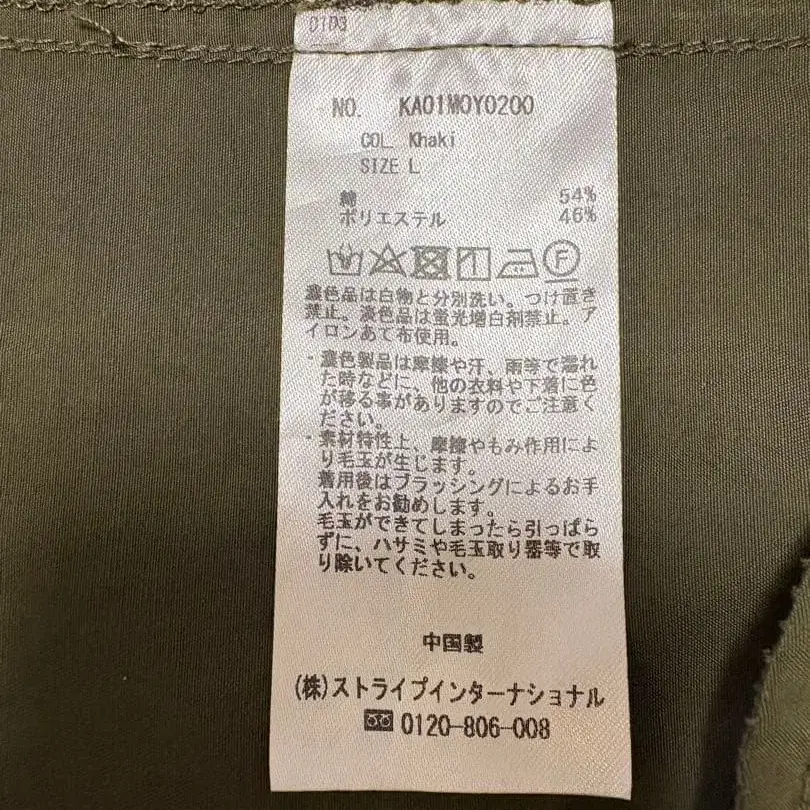 01D3
NO. KA01M0Y0200
COL Khaki
SIZE L
綿 54%
ポリエステル 46%
F
濃色品は白物と分別洗い。つけ置き
禁止。淡色品は蛍光増白剤禁止。ア
イロンあて布使用。
・濃色製品は摩擦や汗、雨等で濡れ
た時などに、他の衣料や下着に色
が移る事がありますのでご注意く
ださい。
・素材特性上、摩擦やもみ作用によ
り毛玉が生じます。
着用後はブラッシングによるお手
入れをお勧めします。
毛玉ができてしまったら引っぱら
ずに、ハサミや毛玉取り器等で取
り除いてください。
中国製
(株)ストライプインターナショナル
0120-806-008